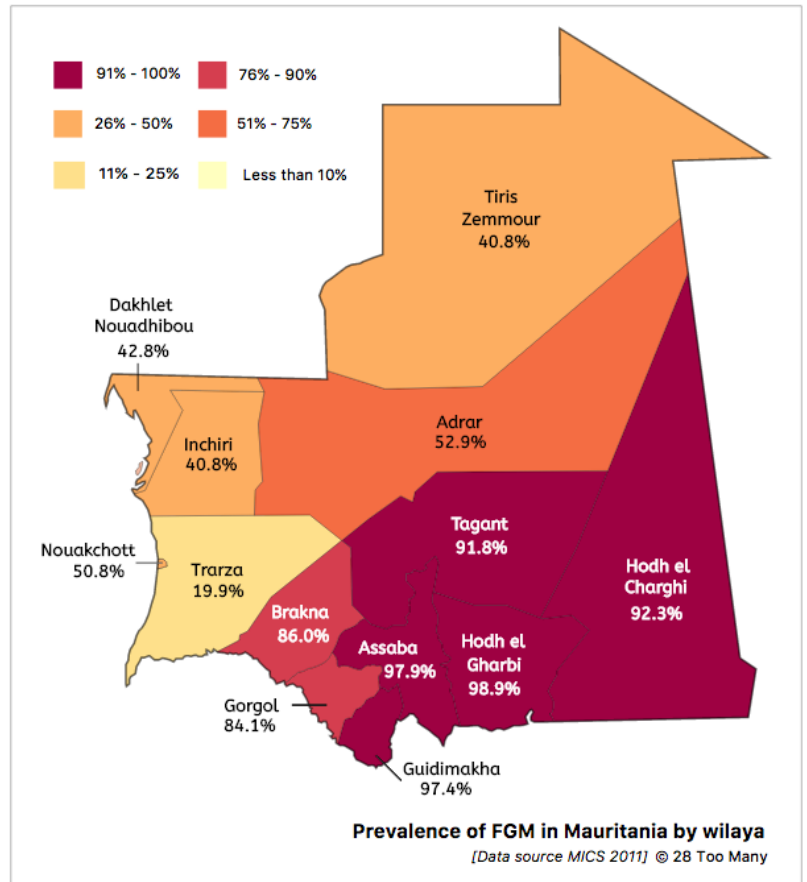 91% - 100%
76% - 90%
26% - 50%
51% - 75%
11% - 25%
Less than 10%
Tiris
Zemmour
40.8%
Dakhlet
Nouadhibou
42.8%
Inchiri
40.8%
Adrar
52.9%
Nouakchott
50.8%
Trarza
19.9%
Tagant
91.8%
Hodh el
Charghi
92.3%
Brakna
86.0%
Assaba
97.9%
Hodh el
Gharbi
98.9%
Gorgol
84.1%
Guidimakha
97.4%
Prevalence of FGM in Mauritania by wilaya
[Data source MICS 2011] © 28 Too Many